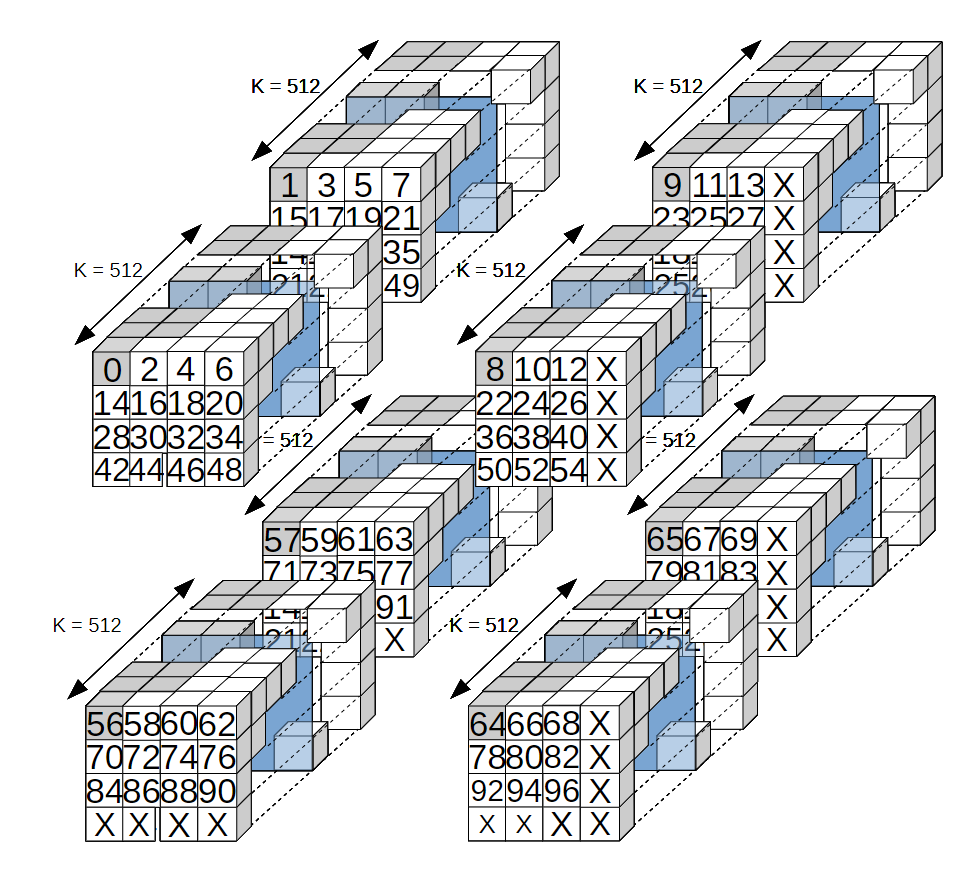 K = 512
K = 512
1 3 5 7
15 17 19 21
35
49
9 11 13 X
23 25 27 X
X
X
K = 512
K = 512
0 2 4 6
14 16 18 20
28 30 32 34
42 44 46 48
8 10 12 X
22 24 26 X
36 38 40 X
50 52 54 X
= 512
= 512
57 59 61 63
71 73 75 77
91
X
65 67 69 X
79 81 83 X
X
X
K = 512
K = 512
56 58 60 62
70 72 74 76
84 86 88 90
X X X X
64 66 68 X
78 80 82 X
92 94 96 X
X X X X